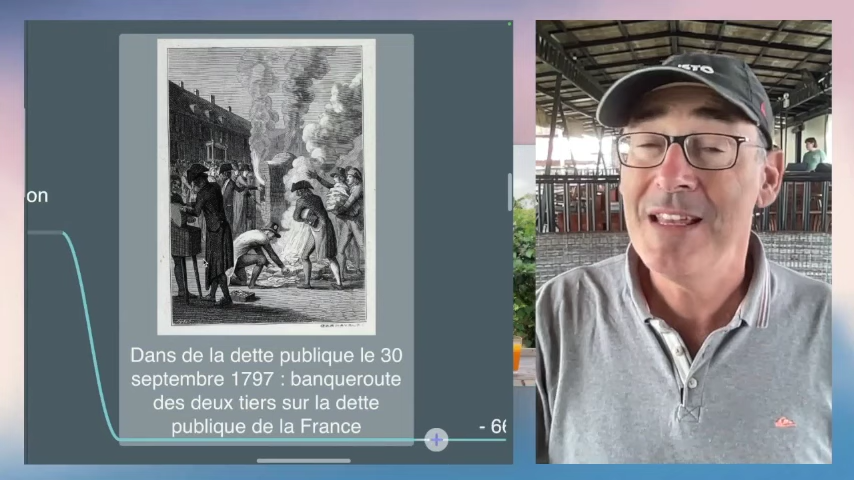 on
Dans de la dette publique le 30
septembre 1797 : banqueroute
des deux tiers sur la dette
publique de la France
- 66